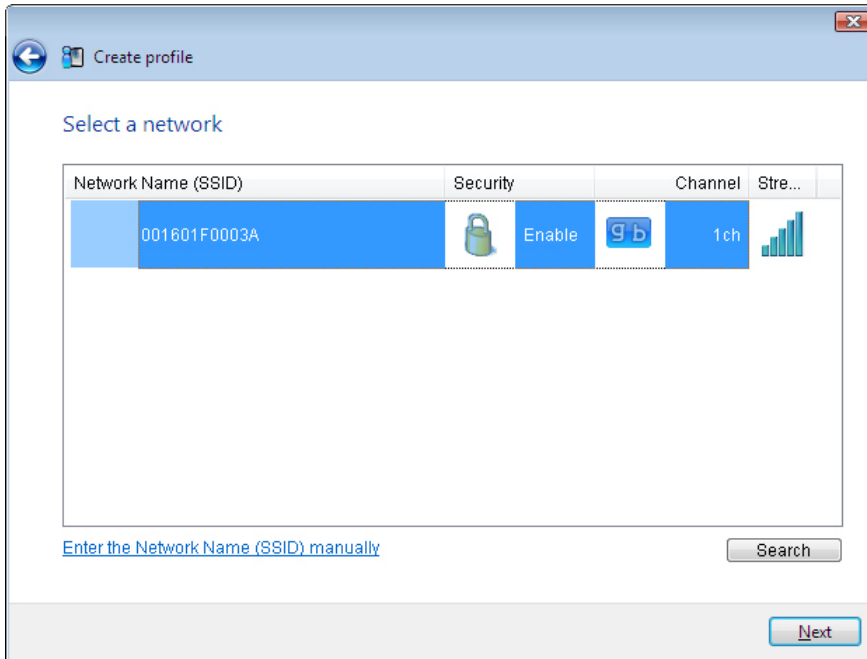 Create profile
Select a network
Network Name (SSID) Security Channel Stre...
001601F0003A Enable gb 1ch
Enter the Network Name (SSID) manually Search
Next